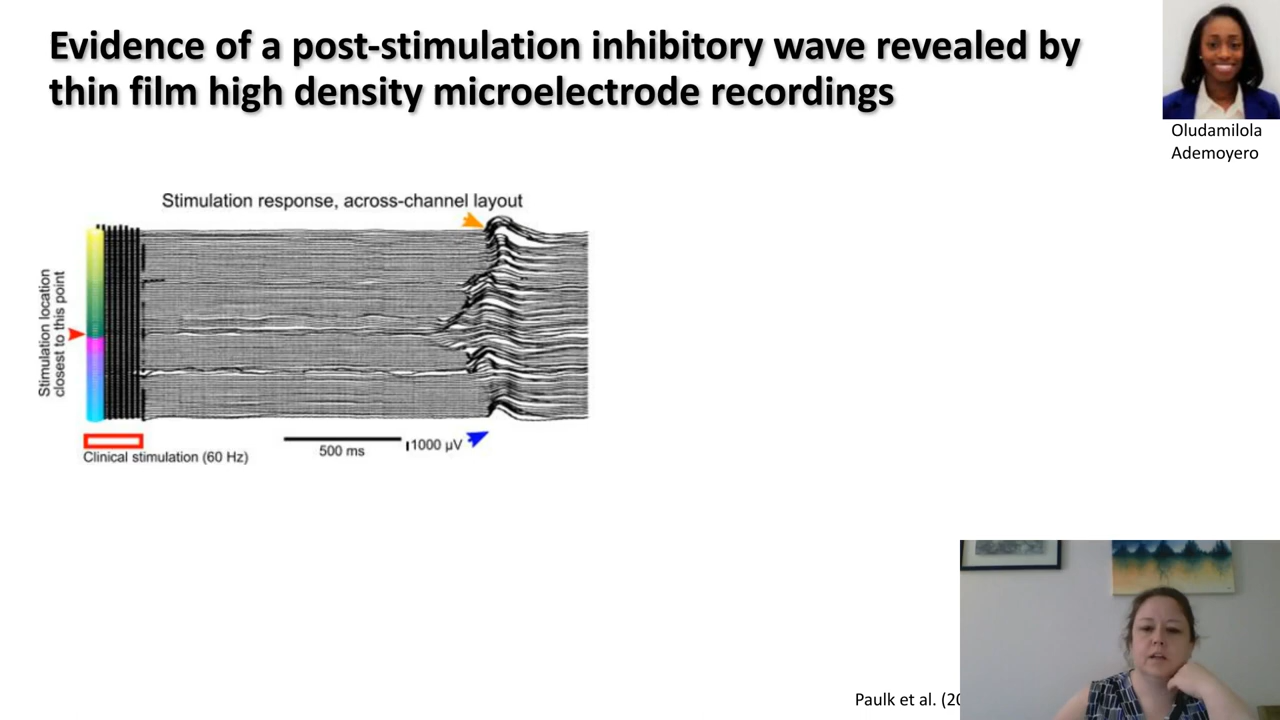 Evidence of a post-stimulation inhibitory wave revealed by
thin film high density microelectrode recordings
Oludamilola
Ademoyero
Stimulation response, across-channel layout
Stimulation location
closest to this point
Clinical stimulation (60 Hz)
500 ms
1000 µV
Paulk et al. (20